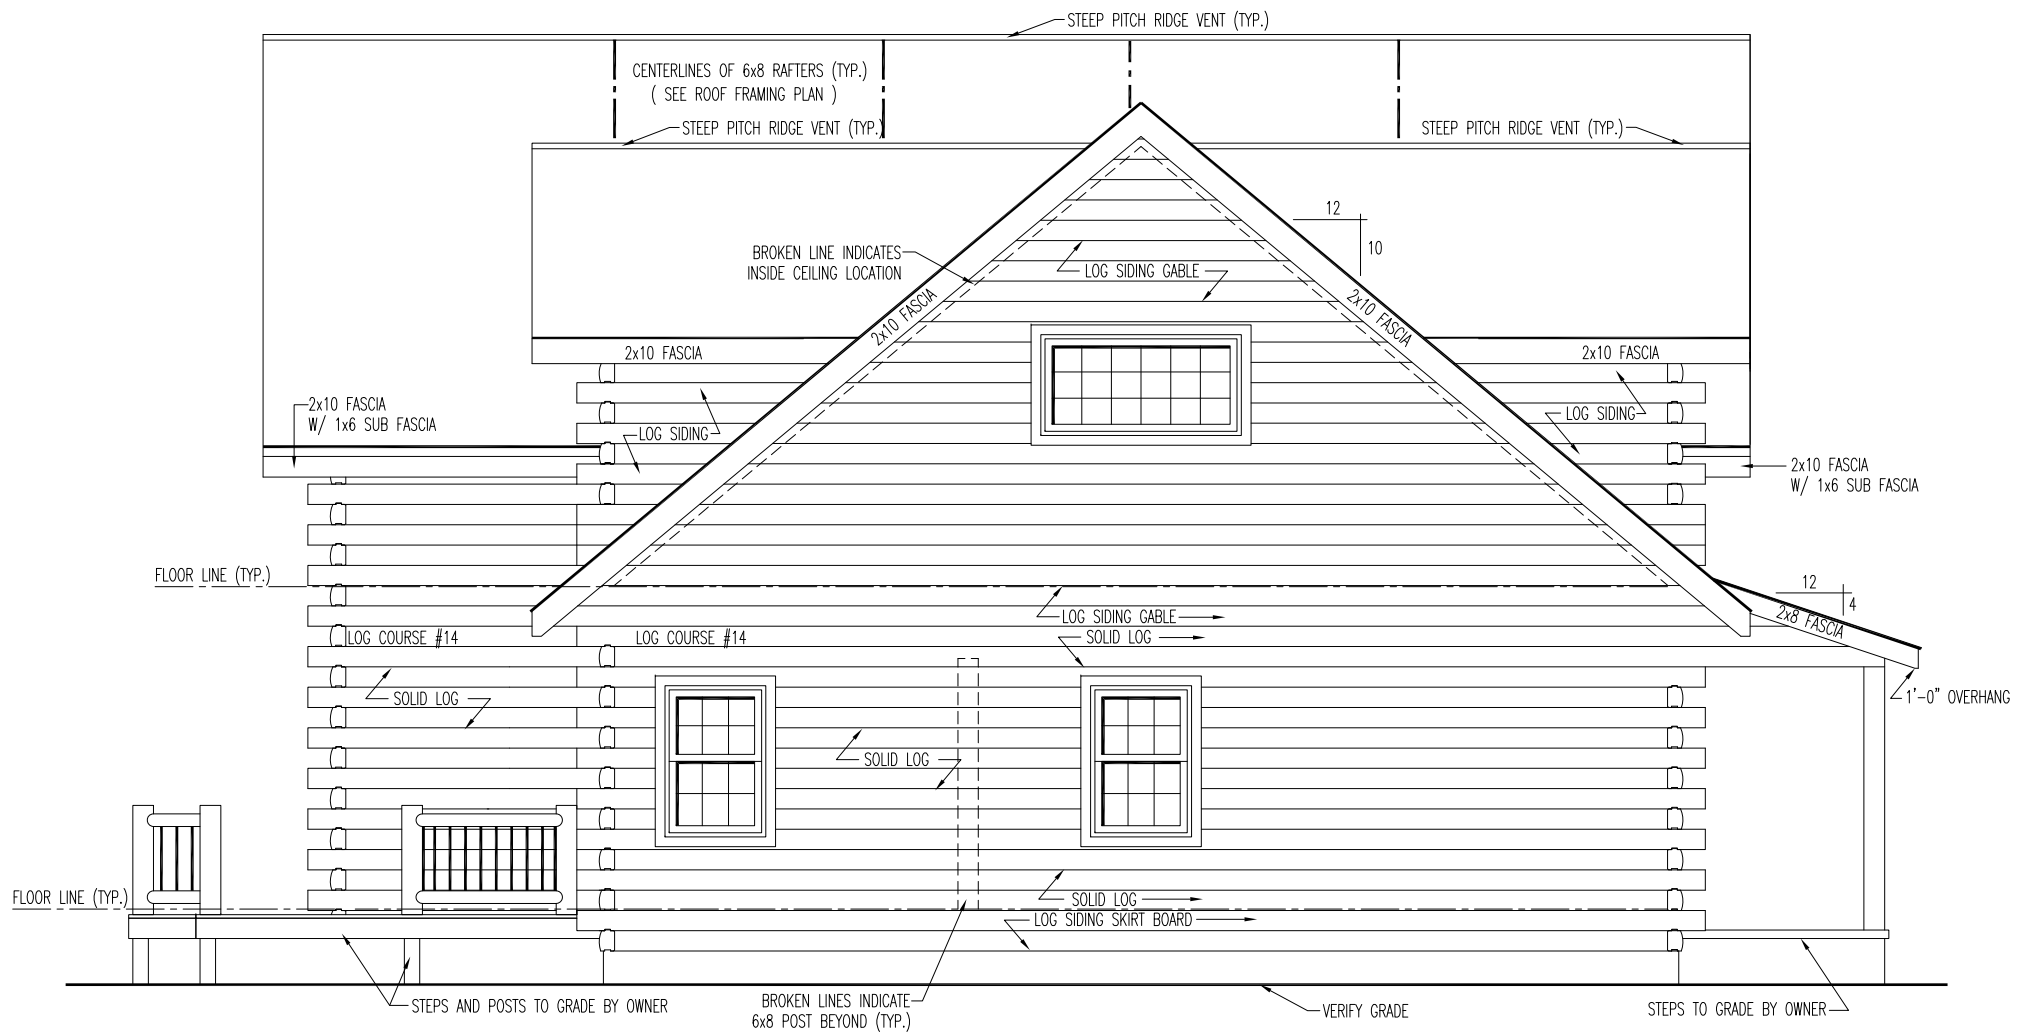 STEEP PITCH RIDGE VENT (TYP.)
CENTERLINES OF 6x8 RAFTERS (TYP.)
( SEE ROOF FRAMING PLAN )
STEEP PITCH RIDGE VENT (TYP.)
STEEP PITCH RIDGE VENT (TYP.)
12
10
BROKEN LINE INDICATES
INSIDE CEILING LOCATION
LOG SIDING GABLE
2x10 FASCIA
2x10 FASCIA
2x10 FASCIA
2x10 FASCIA
2x10 FASCIA
W/ 1x6 SUB FASCIA
LOG SIDING
LOG SIDING
2x10 FASCIA
W/ 1x6 SUB FASCIA
FLOOR LINE (TYP.)
12
4
2x8 FASCIA
LOG SIDING GABLE
SOLID LOG
LOG COURSE #14
LOG COURSE #14
SOLID LOG
1'-0" OVERHANG
SOLID LOG
FLOOR LINE (TYP.)
SOLID LOG
LOG SIDING SKIRT BOARD
STEPS AND POSTS TO GRADE BY OWNER
BROKEN LINES INDICATE
6x8 POST BEYOND (TYP.)
VERIFY GRADE
STEPS TO GRADE BY OWNER